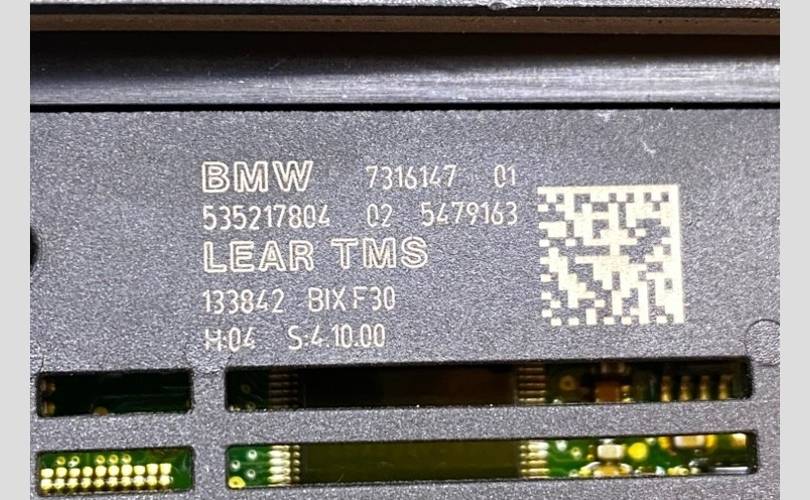 BMW 7316147 01
535217804 02 5479163
LEAR TMS
133842 BIX F30
H:04 S:4.10.00